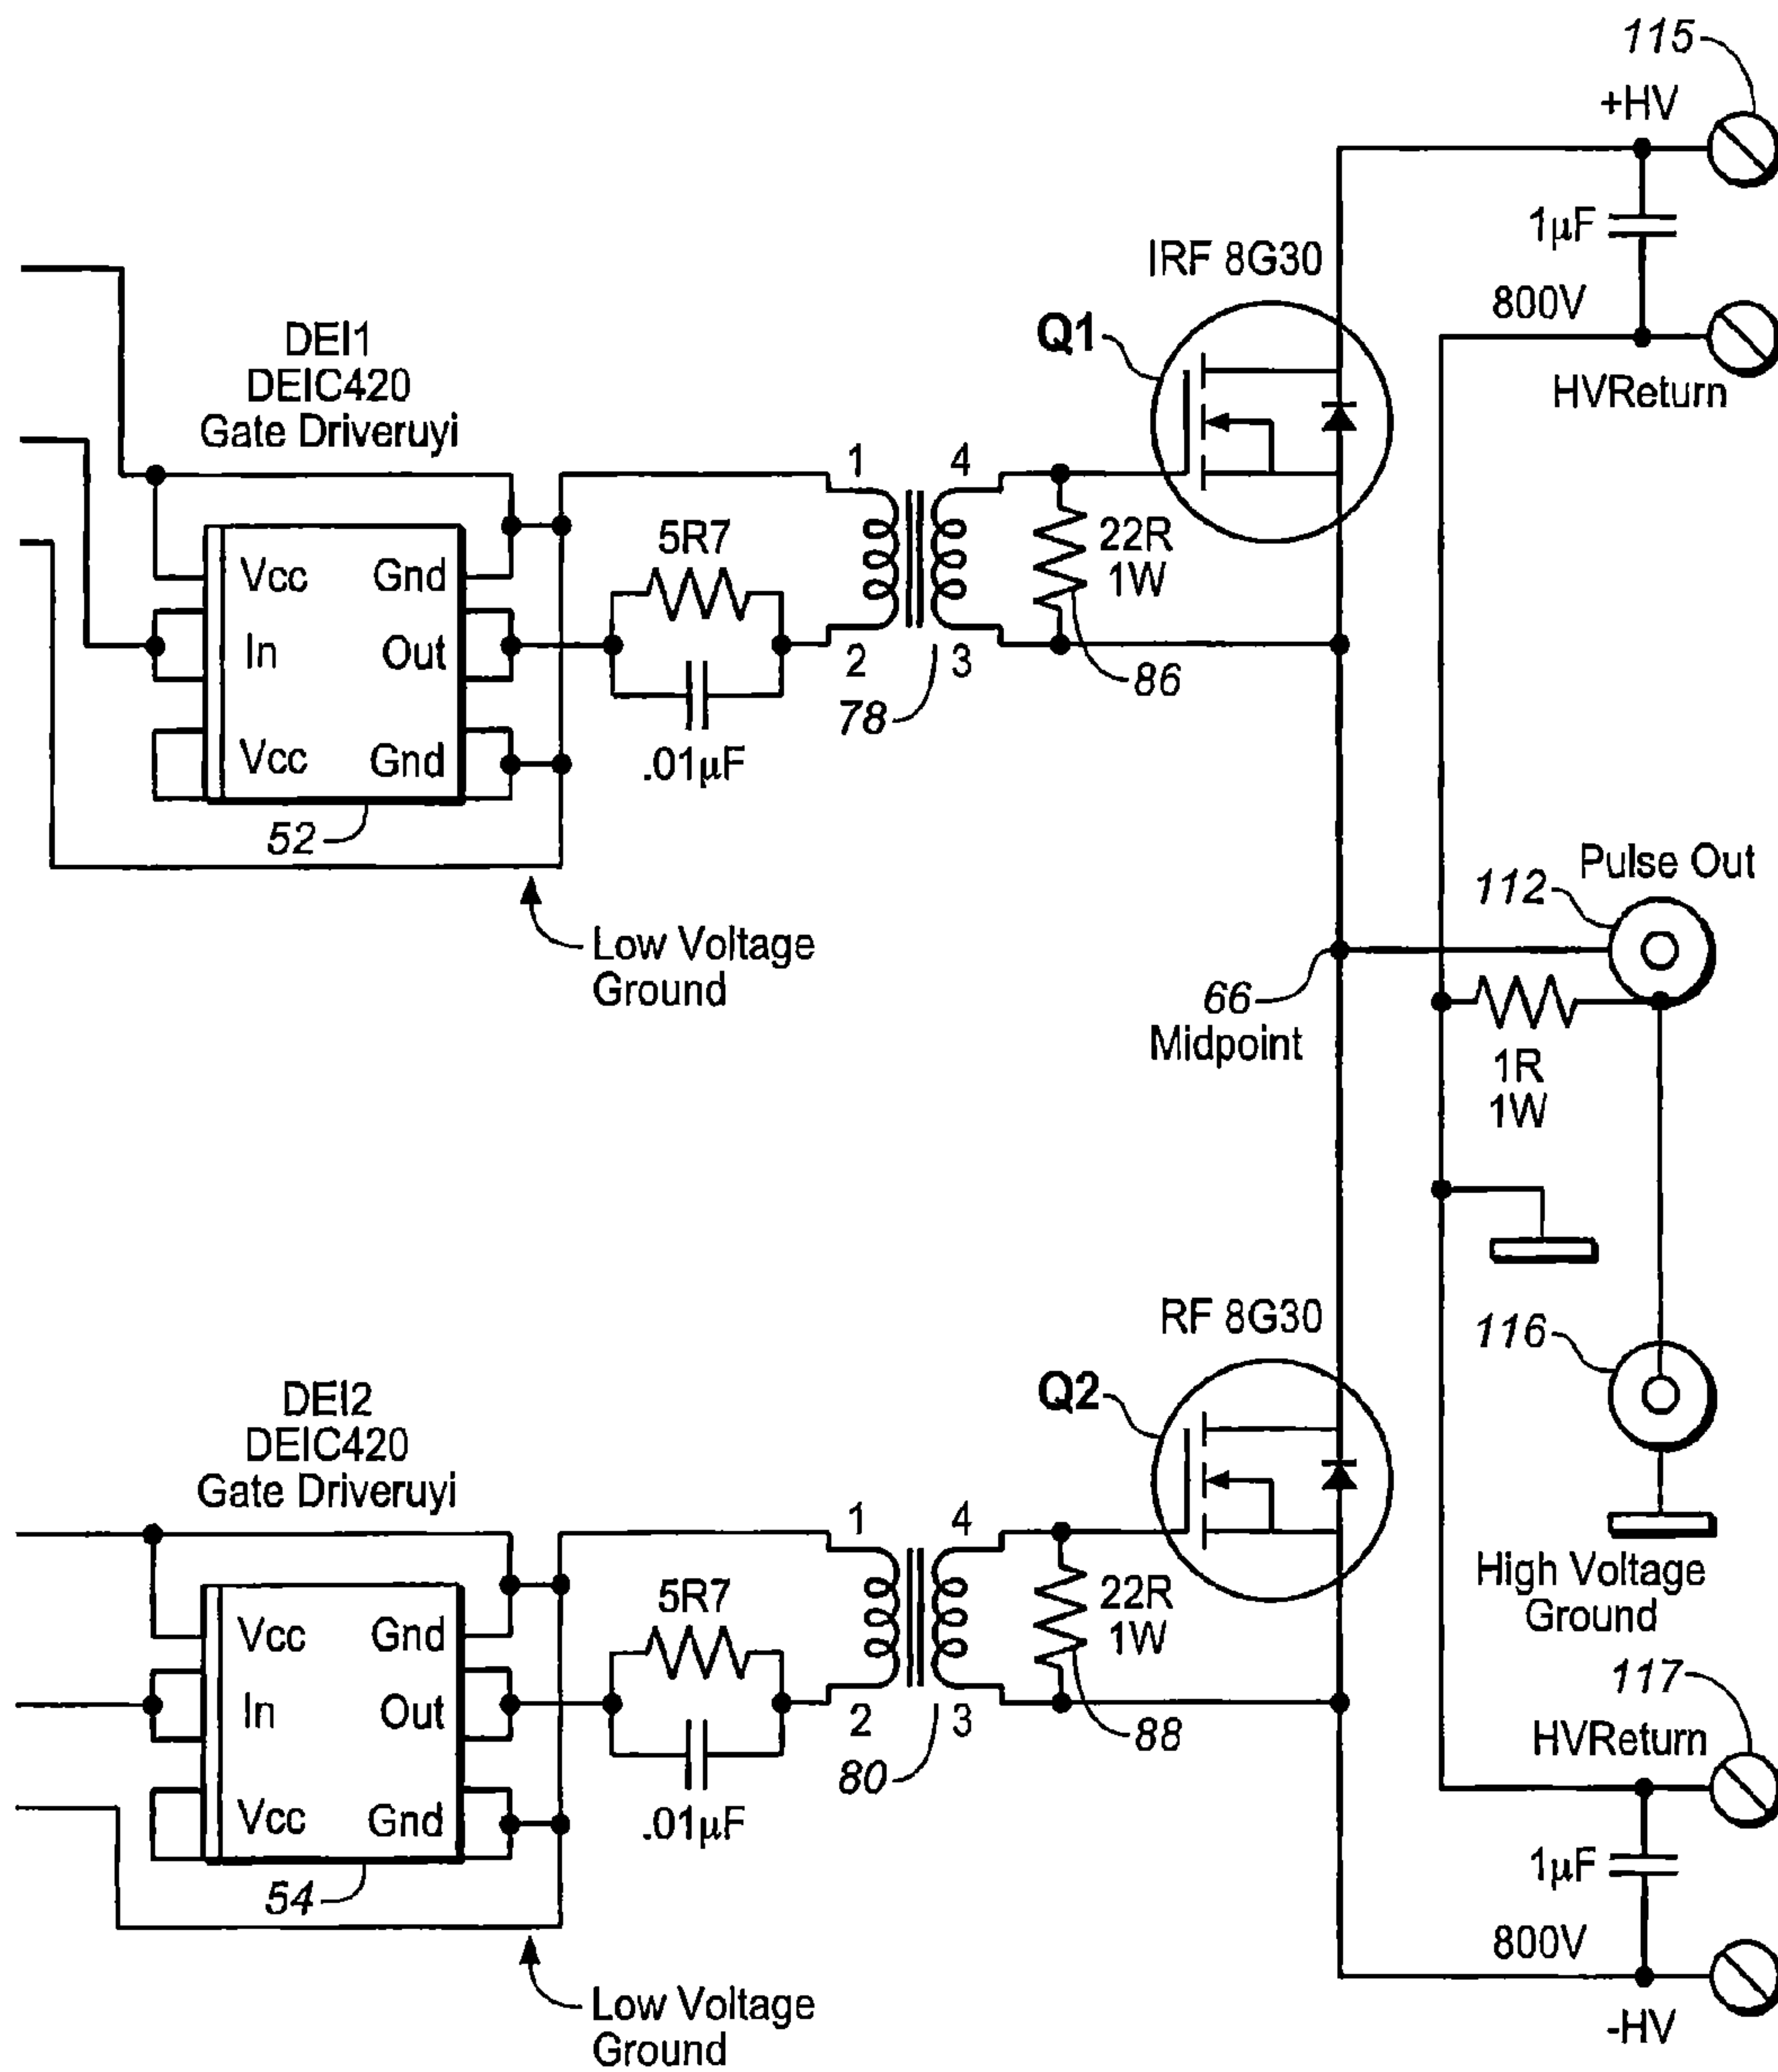 115
+HV
1µF
800V
HVReturn
IRF 8G30
Q1
DEI1
DEIC420
Gate Driveruyi
Vcc
Gnd
In
Out
Vcc
Gnd
52
5R7
.01µF
1
4
2
3
78
22R
1W
86
Low Voltage
Ground
Pulse Out
112
66
Midpoint
1R
1W
RF 8G30
Q2
116
High Voltage
Ground
DEI2
DEIC420
Gate Driveruyi
Vcc
Gnd
In
Out
Vcc
Gnd
54
5R7
.01µF
1
4
2
3
80
22R
1W
88
117
HVReturn
1µF
800V
-HV
Low Voltage
Ground